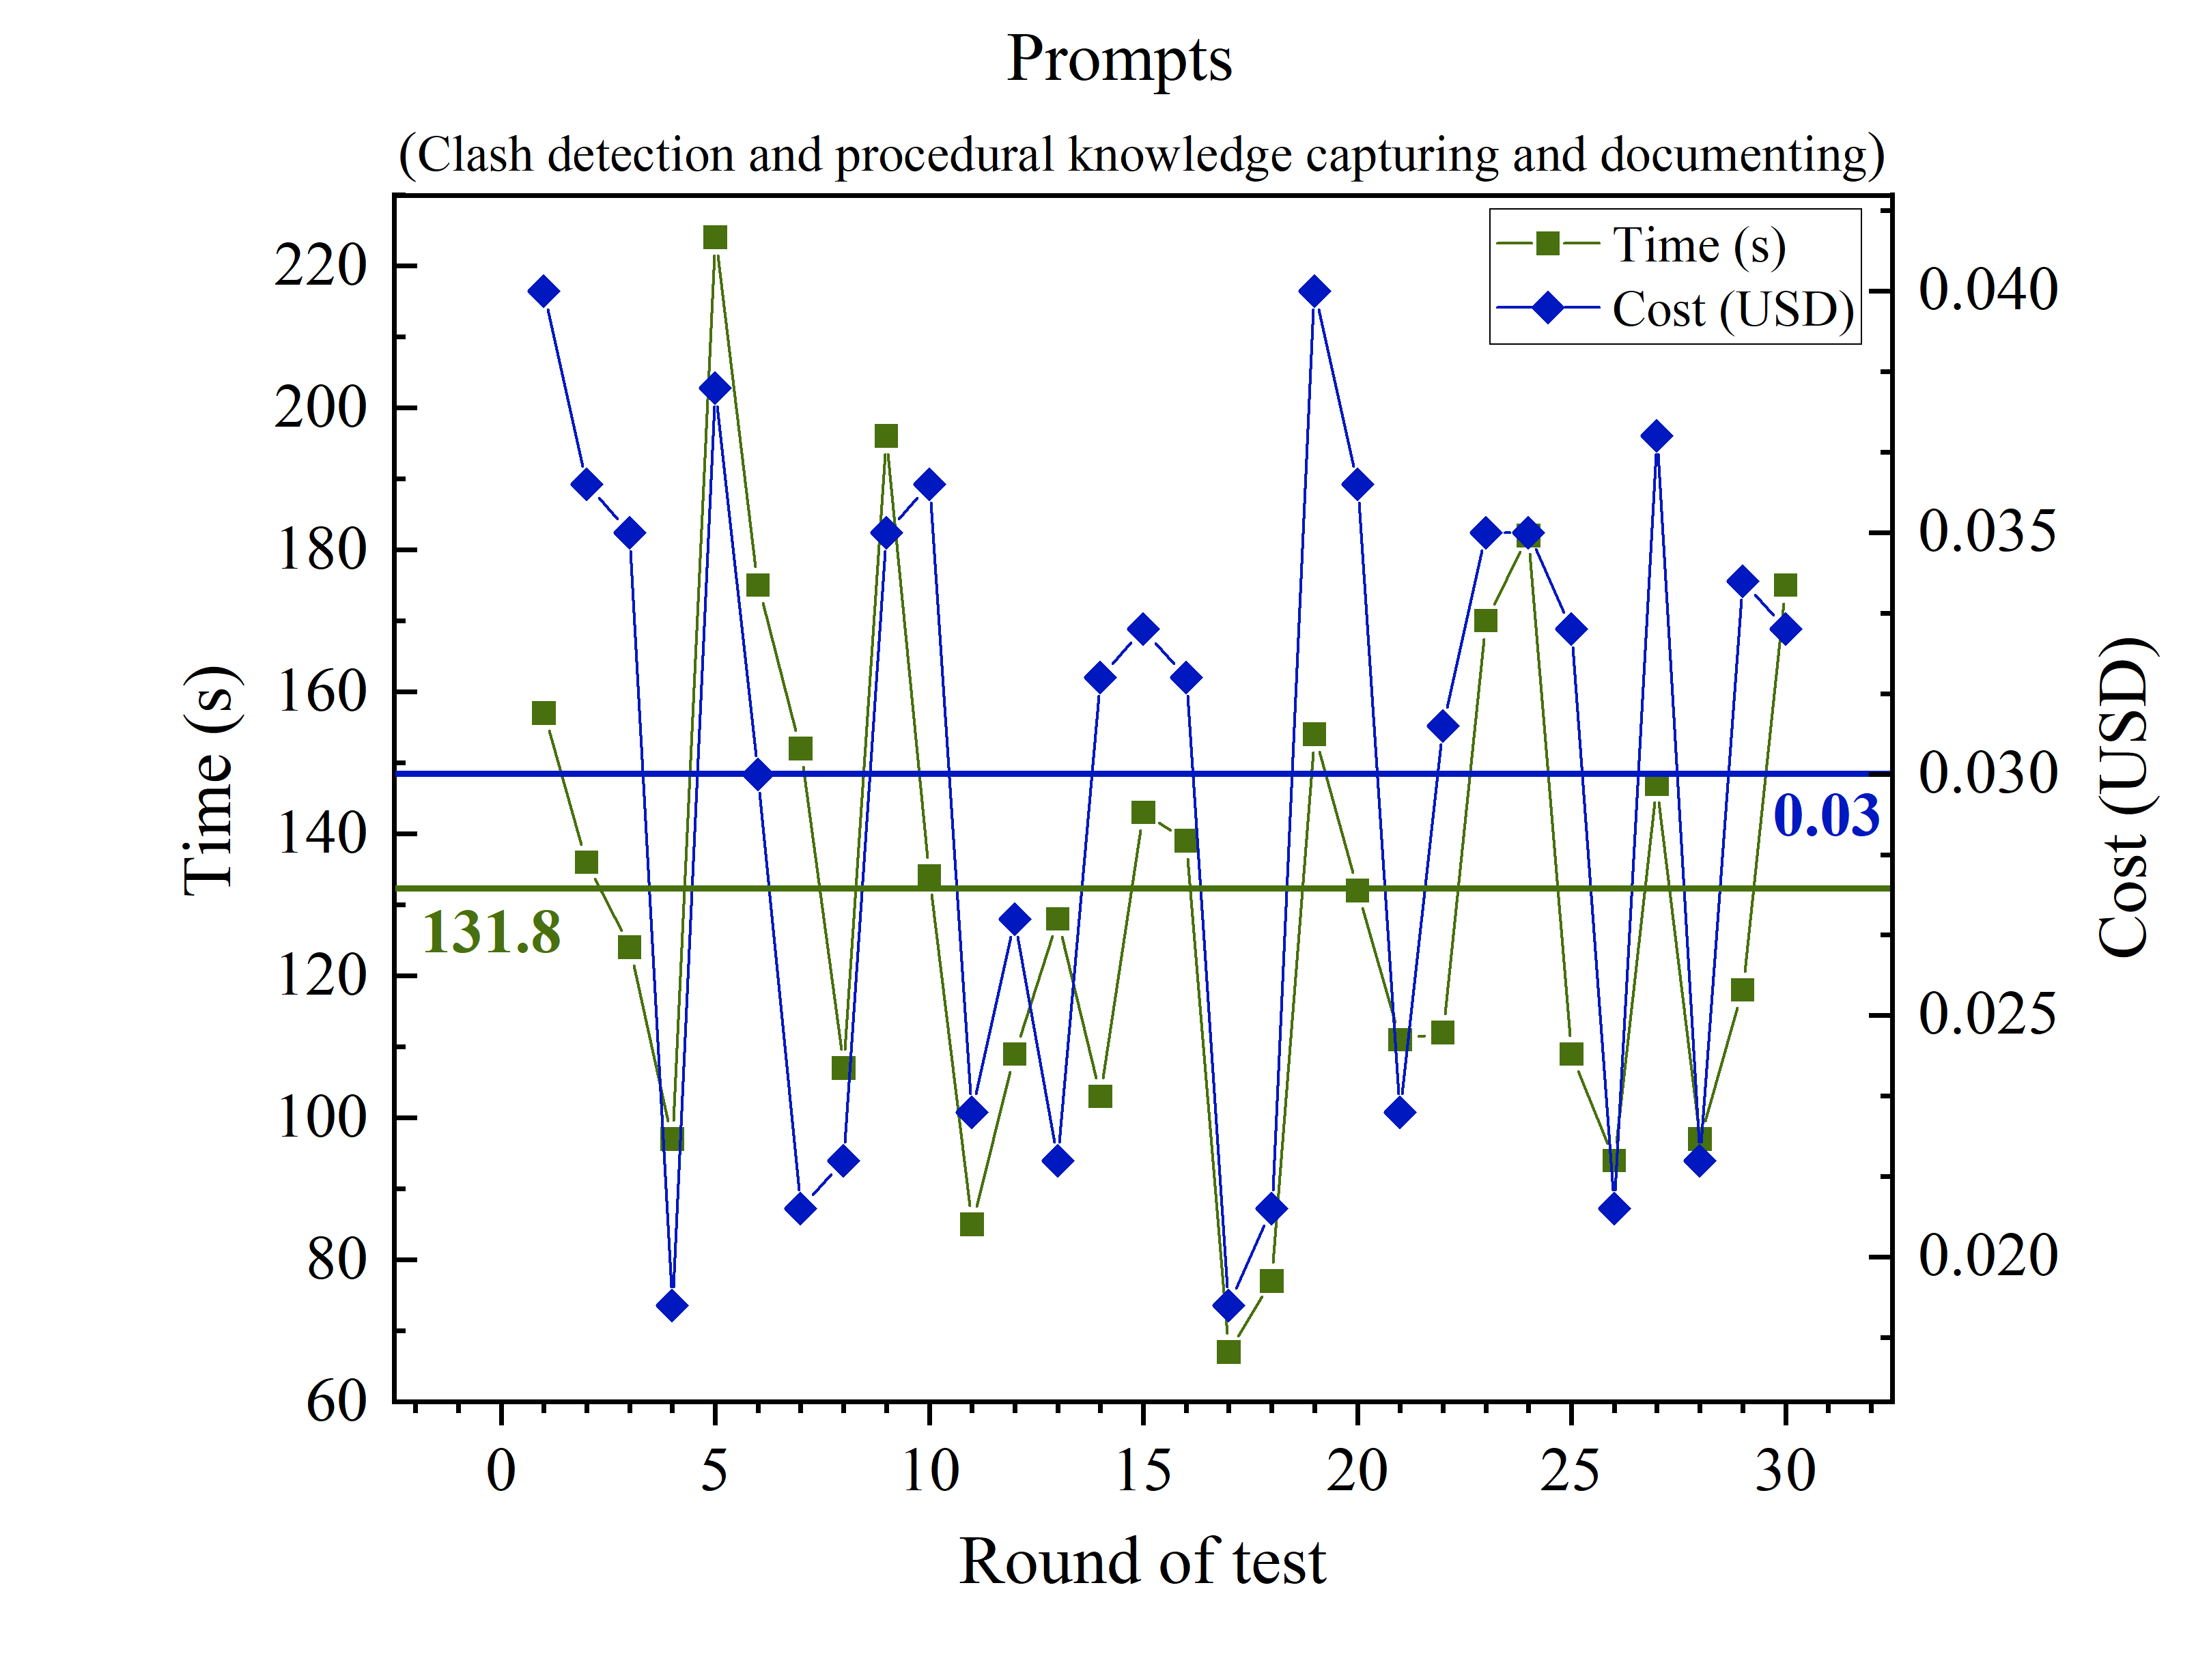 Prompts
(Clash detection and procedural knowledge capturing and documenting)
Time (s)
Cost (USD)
220
200
180
160
140
120
100
80
60
0.040
0.035
0.030
0.025
0.020
0.03
131.8
Time (s)
Cost (USD)
0 5 10 15 20 25 30
Round of test